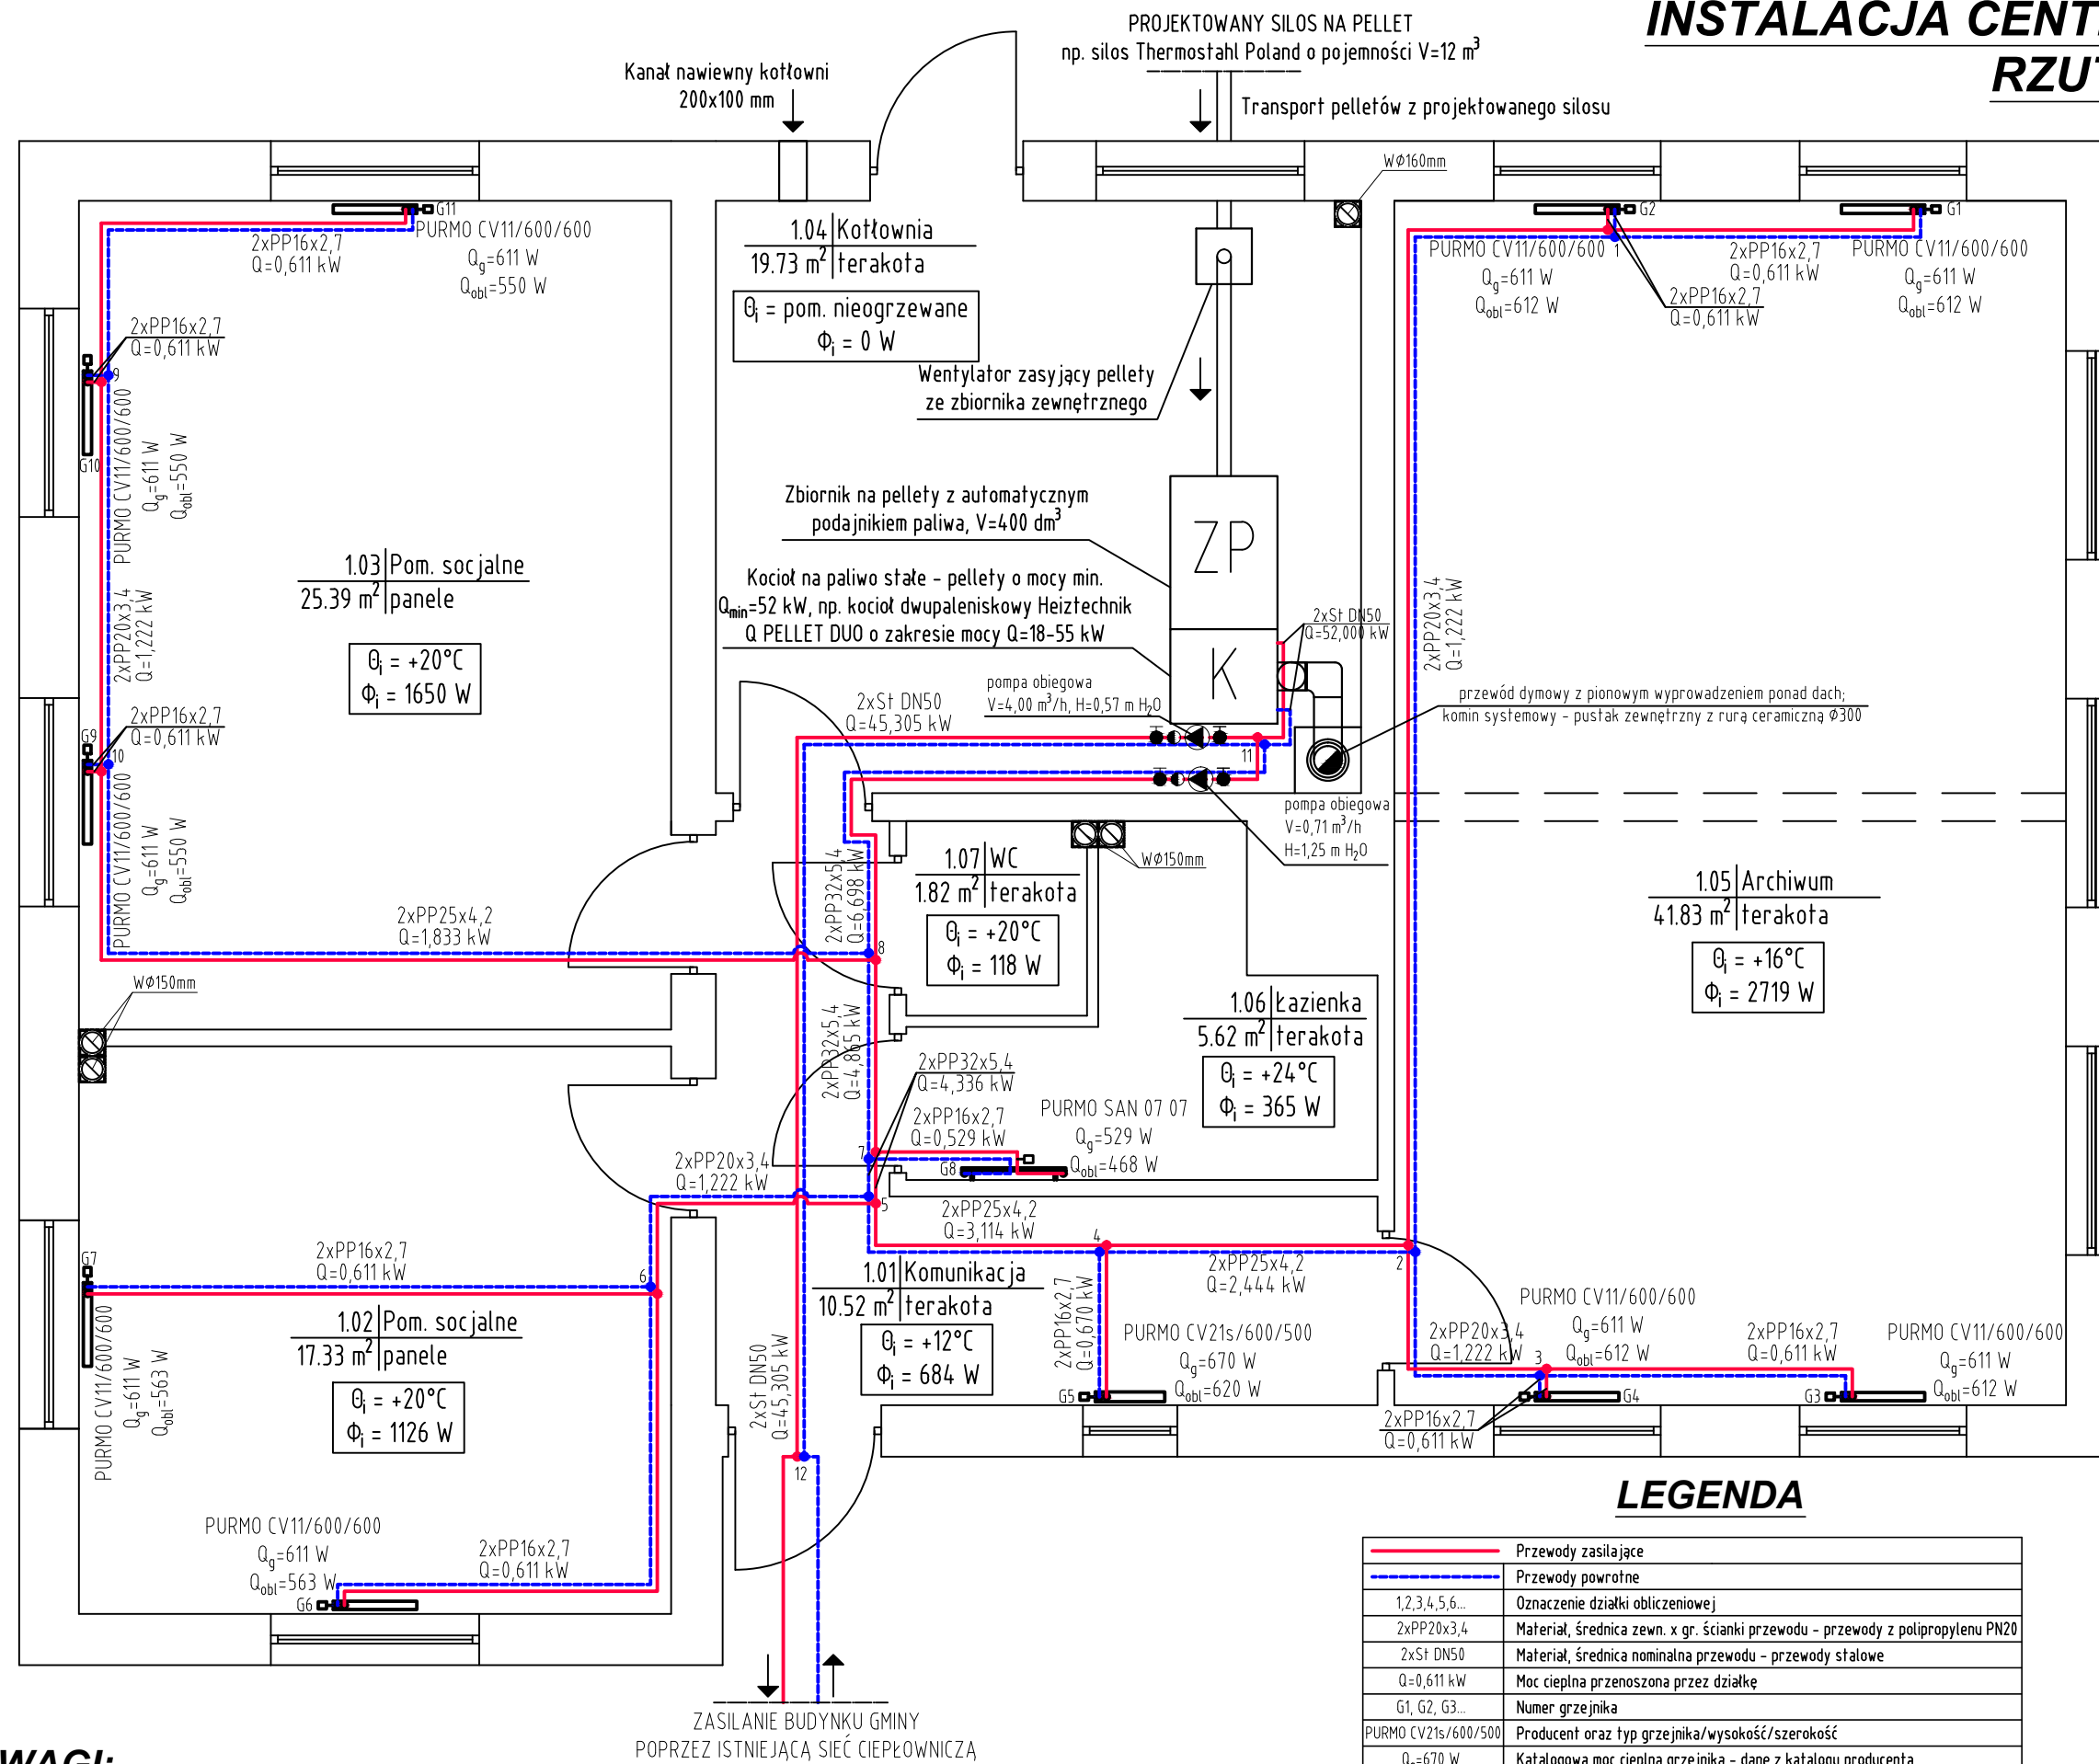 INSTALACJA CENT
RZUT
PROJEKTOWANY SILOS NA PELLET
np. silos Thermostahl Poland o pojemności V=12 m³
Kanał nawiewny kotłowni
200x100 mm
Transport pelletów z projektowanego silosu
WØ160mm
G11
PURMO CV11/600/600
Qg=611 W
Qobl=550 W
2xPP16x2,7
Q=0,611 kW
1.04 Kotłownia
19.73 m² terakota
θi = pom. nieogrzewane
Φi = 0 W
G2
PURMO CV11/600/600
Qg=611 W
Qobl=612 W
1
2xPP16x2,7
Q=0,611 kW
2xPP16x2,7
Q=0,611 kW
G1
PURMO CV11/600/600
Qg=611 W
Qobl=612 W
2xPP16x2,7
Q=0,611 kW
9
G10
PURMO CV11/600/600
Qg=611 W
Qobl=550 W
Wentylator zasyjący pellety
ze zbiornika zewnętrznego
Zbiornik na pellety z automatycznym
podajnikiem paliwa, V=400 dm³
ZP
Kocioł na paliwo stałe - pellety o mocy min.
Qmin=52 kW, np. kocioł dwupaleniskowy Heiztechnik
Q PELLET DUO o zakresie mocy Q=18-55 kW
K
2xSt DN50
Q=52,000 kW
1.03 Pom. socjalne
25.39 m² panele
θi = +20°C
Φi = 1650 W
2xPP20x3,4
Q=1,222 kW
2xPP20x3,4
Q=1,222 kW
2xPP16x2,7
Q=0,611 kW
G9
10
PURMO CV11/600/600
Qg=611 W
Qobl=550 W
2xSt DN50
Q=45,305 kW
pompa obiegowa
V=4,00 m³/h, H=0,57 m H₂O
11
przewód dymowy z pionowym wyprowadzeniem ponad dach;
komin systemowy - pustak zewnętrzny z rurą ceramiczną Ø300
pompa obiegowa
V=0,71 m³/h
H=1,25 m H₂O
2xPP25x4,2
Q=1,833 kW
2xPP32x5,4
Q=6,698 kW
8
1.07 WC
1.82 m² terakota
θi = +20°C
Φi = 118 W
WØ150mm
1.05 Archiwum
41.83 m² terakota
θi = +16°C
Φi = 2719 W
WØ150mm
2xPP32x5,4
Q=4,865 kW
1.06 Łazienka
5.62 m² terakota
θi = +24°C
Φi = 365 W
2xPP32x5,4
Q=4,336 kW
2xPP16x2,7
Q=0,529 kW
PURMO SAN 07 07
Qg=529 W
Qobl=468 W
7
G8
2xPP20x3,4
Q=1,222 kW
5
2xPP25x4,2
Q=3,114 kW
4
2xPP25x4,2
Q=2,444 kW
2
G7
2xPP16x2,7
Q=0,611 kW
6
PURMO CV11/600/600
Qg=611 W
Qobl=563 W
1.02 Pom. socjalne
17.33 m² panele
θi = +20°C
Φi = 1126 W
1.01 Komunikacja
10.52 m² terakota
θi = +12°C
Φi = 684 W
2xSt DN50
Q=45,305 kW
2xPP16x2,7
Q=0,670 kW
PURMO CV21s/600/500
Qg=670 W
Qobl=620 W
G5
2xPP20x3,4
Q=1,222 kW
PURMO CV11/600/600
Qg=611 W
Qobl=612 W
3
G4
2xPP16x2,7
Q=0,611 kW
2xPP16x2,7
Q=0,611 kW
PURMO CV11/600/600
Qg=611 W
Qobl=612 W
G3
12
PURMO CV11/600/600
Qg=611 W
Qobl=563 W
G6
2xPP16x2,7
Q=0,611 kW
ZASILANIE BUDYNKU GMINY
POPRZEZ ISTNIEJĄCĄ SIEĆ CIEPŁOWNICZĄ
LEGENDA
Przewody zasilające
Przewody powrotne
1,2,3,4,5,6... Oznaczenie działki obliczeniowej
2xPP20x3,4 Materiał, średnica zewn. x gr. ścianki przewodu - przewody z polipropylenu PN20
2xSt DN50 Materiał, średnica nominalna przewodu - przewody stalowe
Q=0,611 kW Moc cieplna przenoszona przez działkę
G1, G2, G3... Numer grzejnika
PURMO CV21s/600/500 Producent oraz typ grzejnika/wysokość/szerokość
Qg=670 W Katalogowa moc cieplna grzejnika - dane z katalogu producenta
WAGI: